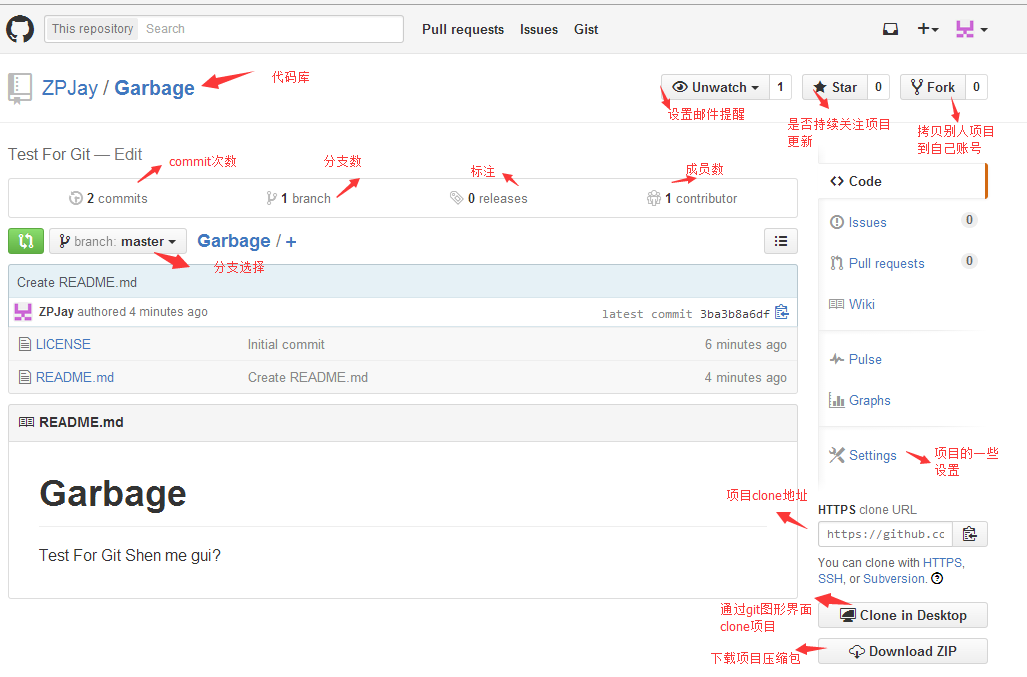 This repository Search Pull requests Issues Gist
ZPJay / Garbage
代码库
Unwatch 1 Star 0 Fork 0
设置邮件提醒
是否持续关注项目
更新
拷贝别人项目
到自己账号
Test For Git — Edit
commit次数
分支数
标注
成员数
2 commits 1 branch 0 releases 1 contributor
branch: master Garbage / +
分支选择
Create README.md
ZPJay authored 4 minutes ago latest commit 3ba3b8a6df
LICENSE Initial commit 6 minutes ago
README.md Create README.md 4 minutes ago
README.md
Garbage
Test For Git Shen me gui?
Code
Issues 0
Pull requests 0
Wiki
Pulse
Graphs
Settings
项目的一些
设置
项目clone地址
HTTPS clone URL
https://github.cc
You can clone with HTTPS,
SSH, or Subversion.
通过git图形界面
clone项目
Clone in Desktop
下载项目压缩包
Download ZIP